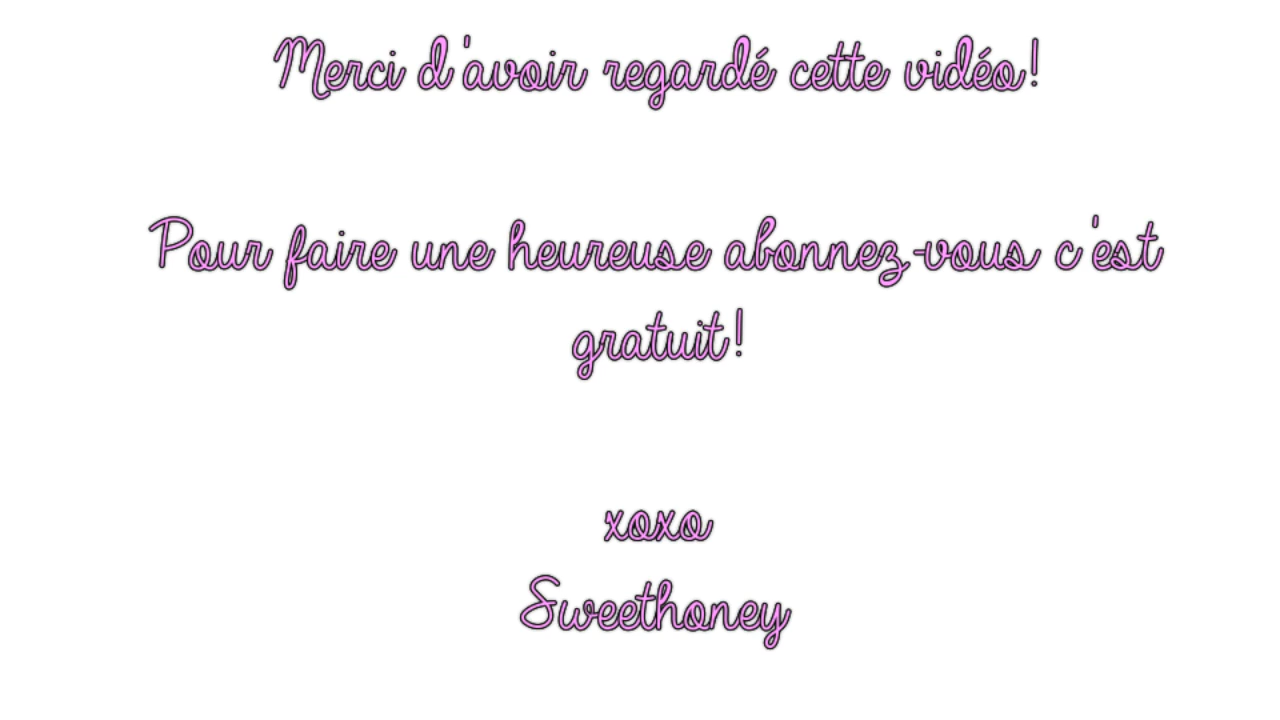 Merci d'avoir regardé cette vidéo!
Pour faire une heureuse abonnez-vous c'est
gratuit!
xoxo
Sweethoney